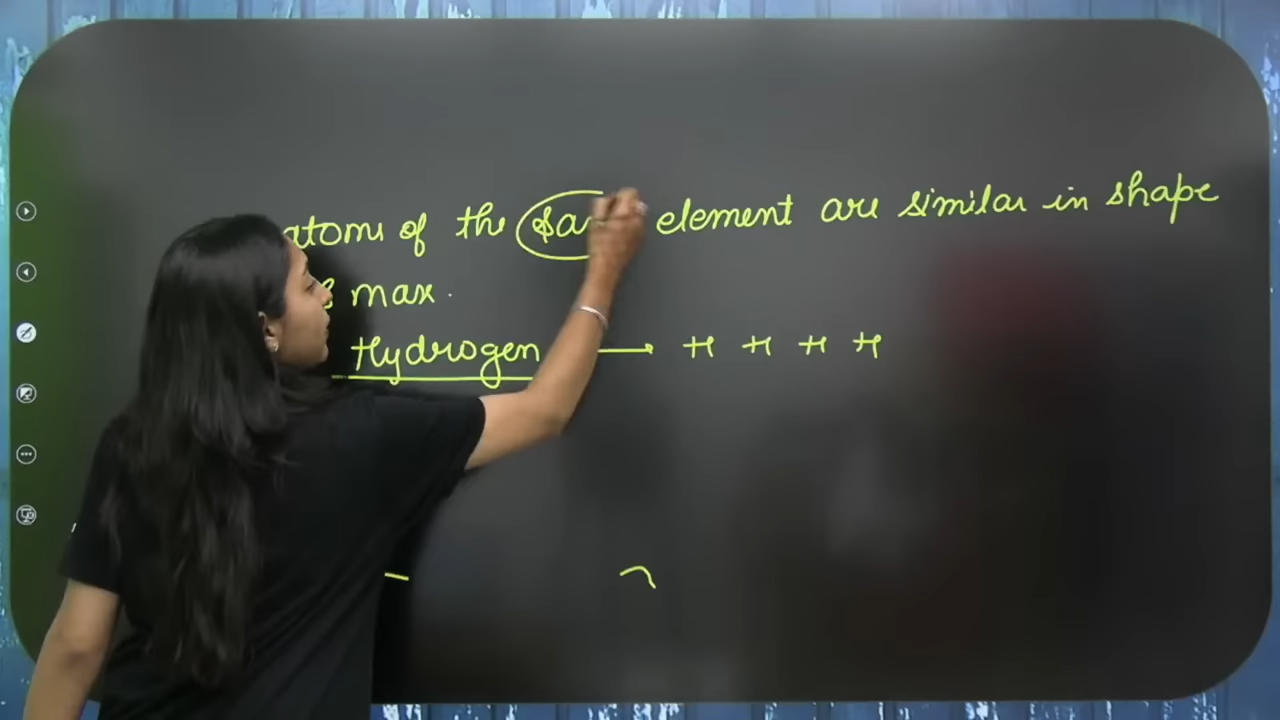 atoms of the element are similar in shape
max.
Hydrogen → H H H H